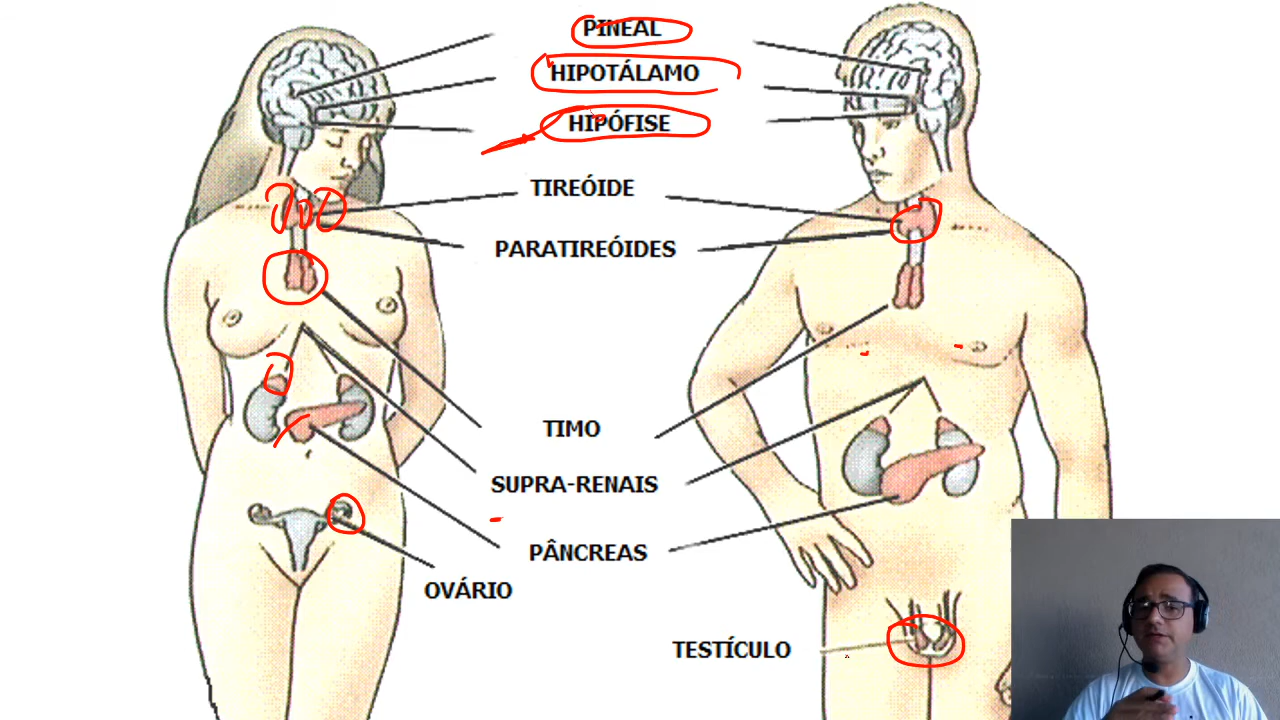 PINEAL
HIPOTÁLAMO
HIPÓFISE
TIREÓIDE
PARATIREÓIDES
TIMO
SUPRA-RENAIS
PÂNCREAS
OVÁRIO
TESTÍCULO